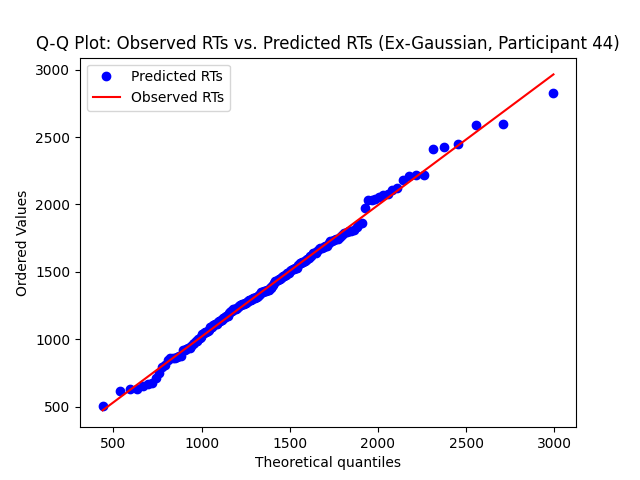 Q-Q Plot: Observed RTs vs. Predicted RTs (Ex-Gaussian, Participant 44)
Predicted RTs
Observed RTs
3000
2500
2000
1500
1000
500
Ordered Values
500 1000 1500 2000 2500 3000
Theoretical quantiles